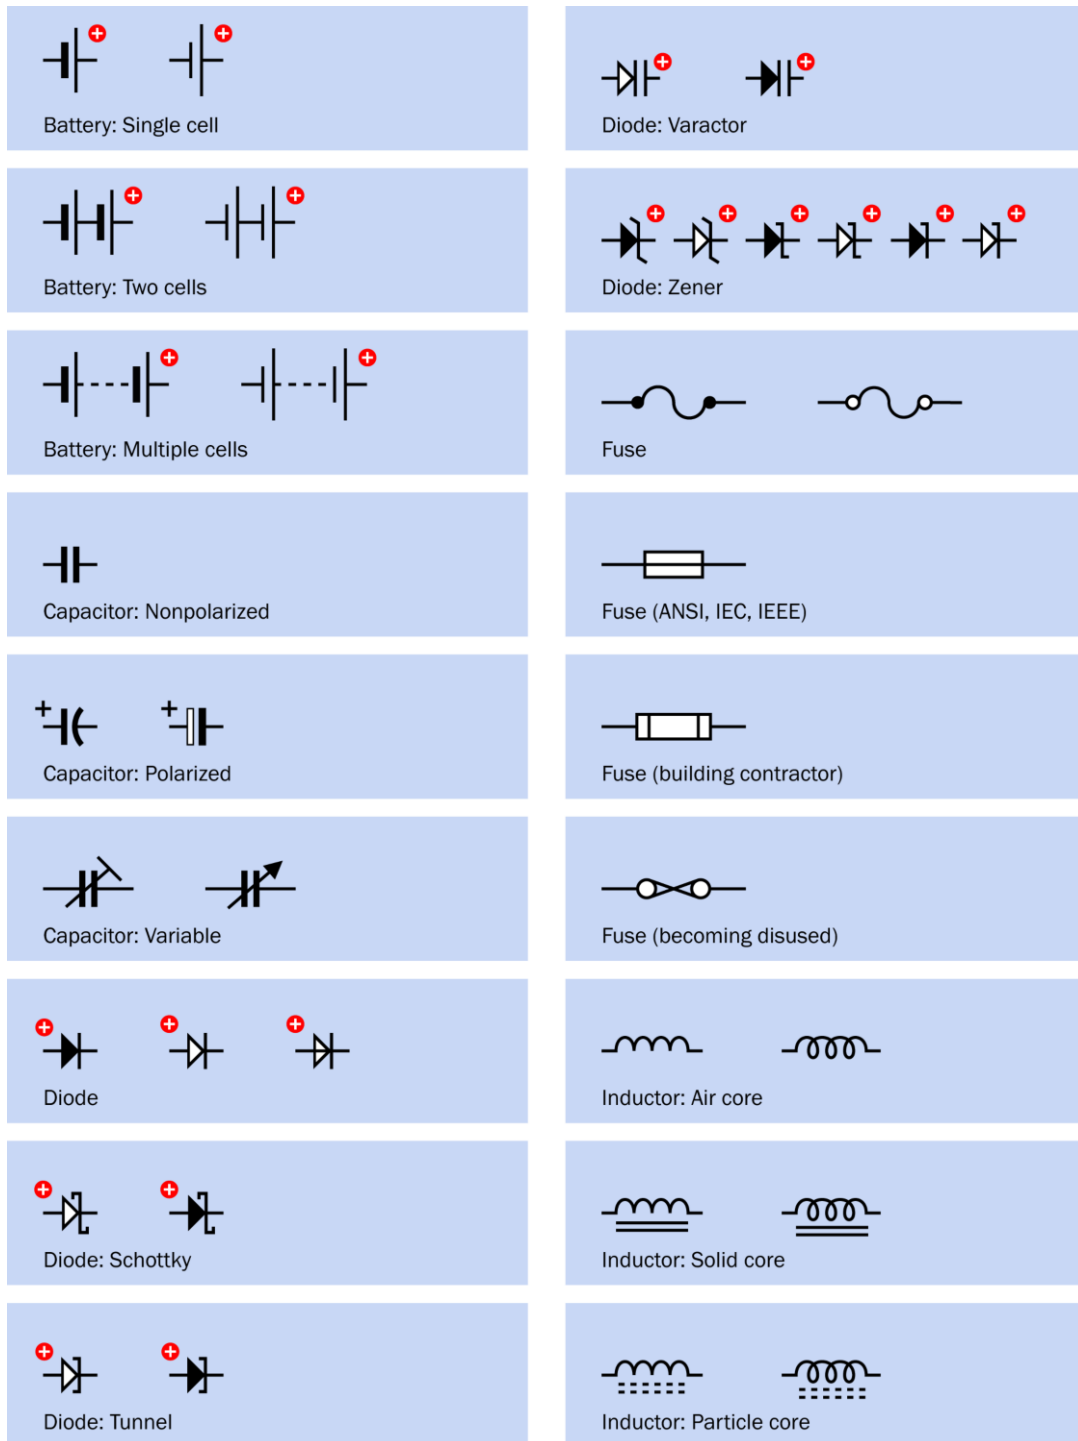 Battery: Single cell
Battery: Two cells
Battery: Multiple cells
Capacitor: Nonpolarized
+ +
Capacitor: Polarized
Capacitor: Variable
Diode
Diode: Schottky
Diode: Tunnel
Diode: Varactor
Diode: Zener
Fuse
Fuse (ANSI, IEC, IEEE)
Fuse (building contractor)
Fuse (becoming disused)
Inductor: Air core
Inductor: Solid core
Inductor: Particle core